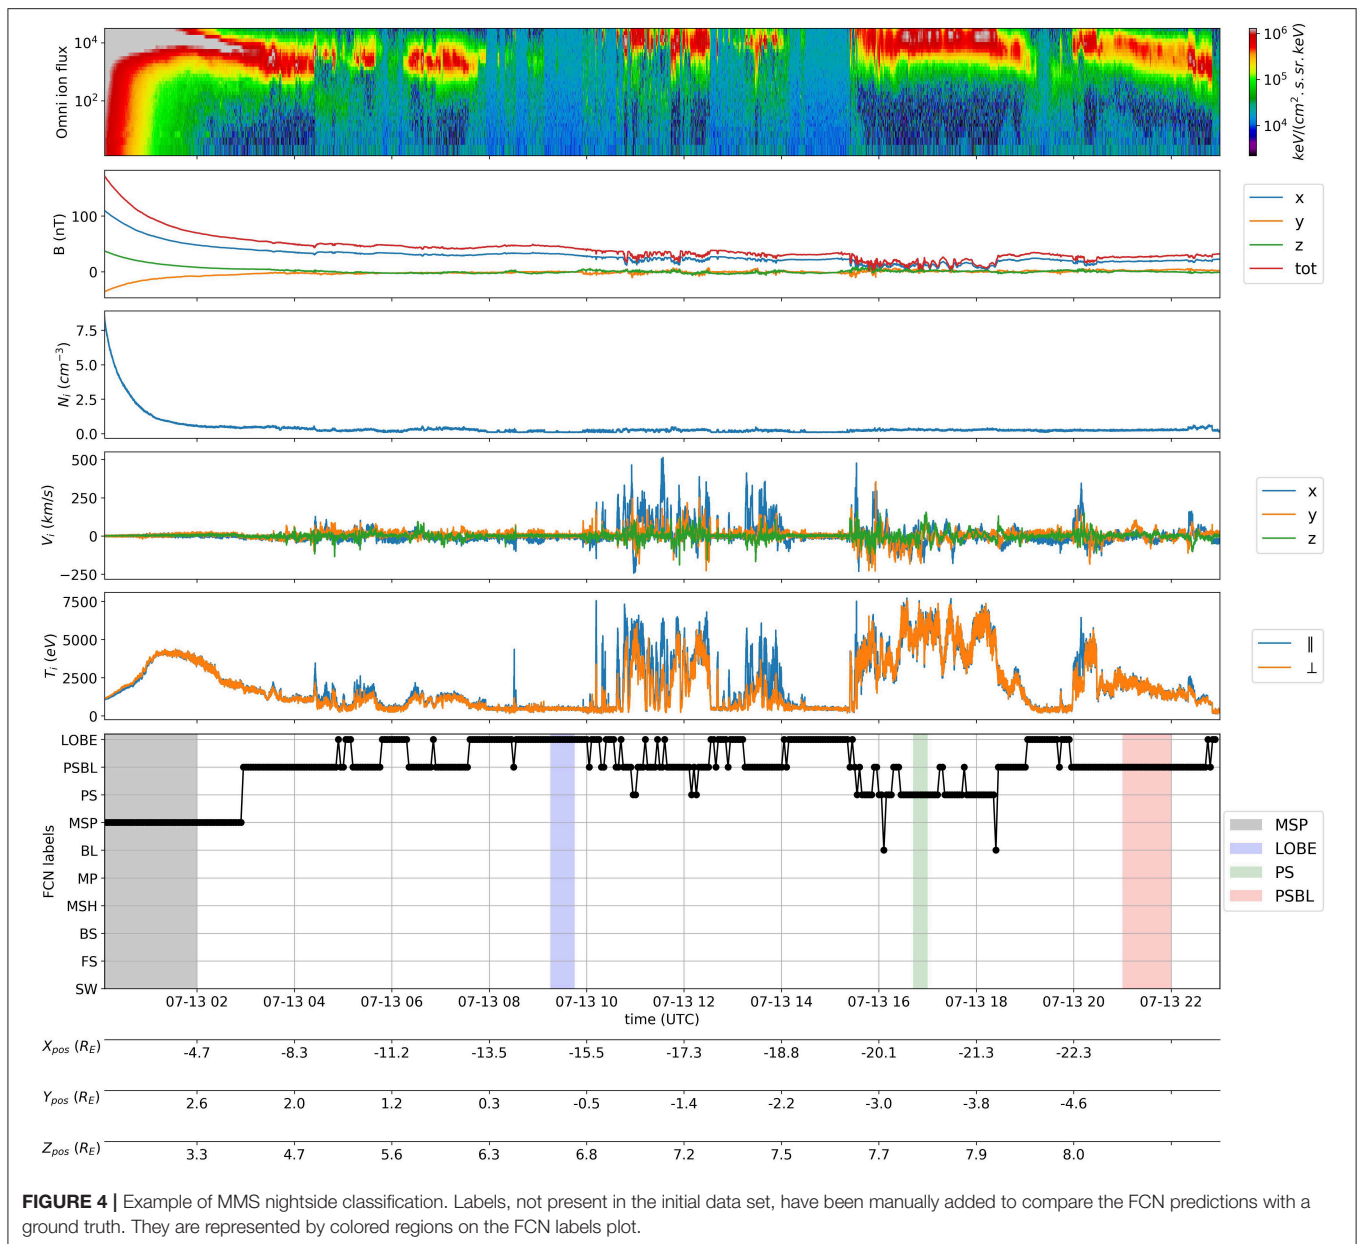 Omni ion flux
10^4
10^2
10^6
10^5
10^4
keV/(cm^2 . s. sr. keV)
B (nT)
100
0
x
y
z
tot
N_i (cm^−3)
7.5
5.0
2.5
0.0
V_i (km/s)
500
250
0
−250
x
y
z
T_i (eV)
7500
5000
2500
0
∥
⊥
FCN labels
LOBE
PSBL
PS
MSP
BL
MP
MSH
BS
FS
SW
MSP
LOBE
PS
PSBL
07-13 02 07-13 04 07-13 06 07-13 08 07-13 10 07-13 12 07-13 14 07-13 16 07-13 18 07-13 20 07-13 22
time (UTC)
X_pos (R_E)
-4.7 -8.3 -11.2 -13.5 -15.5 -17.3 -18.8 -20.1 -21.3 -22.3
Y_pos (R_E)
2.6 2.0 1.2 0.3 -0.5 -1.4 -2.2 -3.0 -3.8 -4.6
Z_pos (R_E)
3.3 4.7 5.6 6.3 6.8 7.2 7.5 7.7 7.9 8.0
FIGURE 4 | Example of MMS nightside classification. Labels, not present in the initial data set, have been manually added to compare the FCN predictions with a
ground truth. They are represented by colored regions on the FCN labels plot.